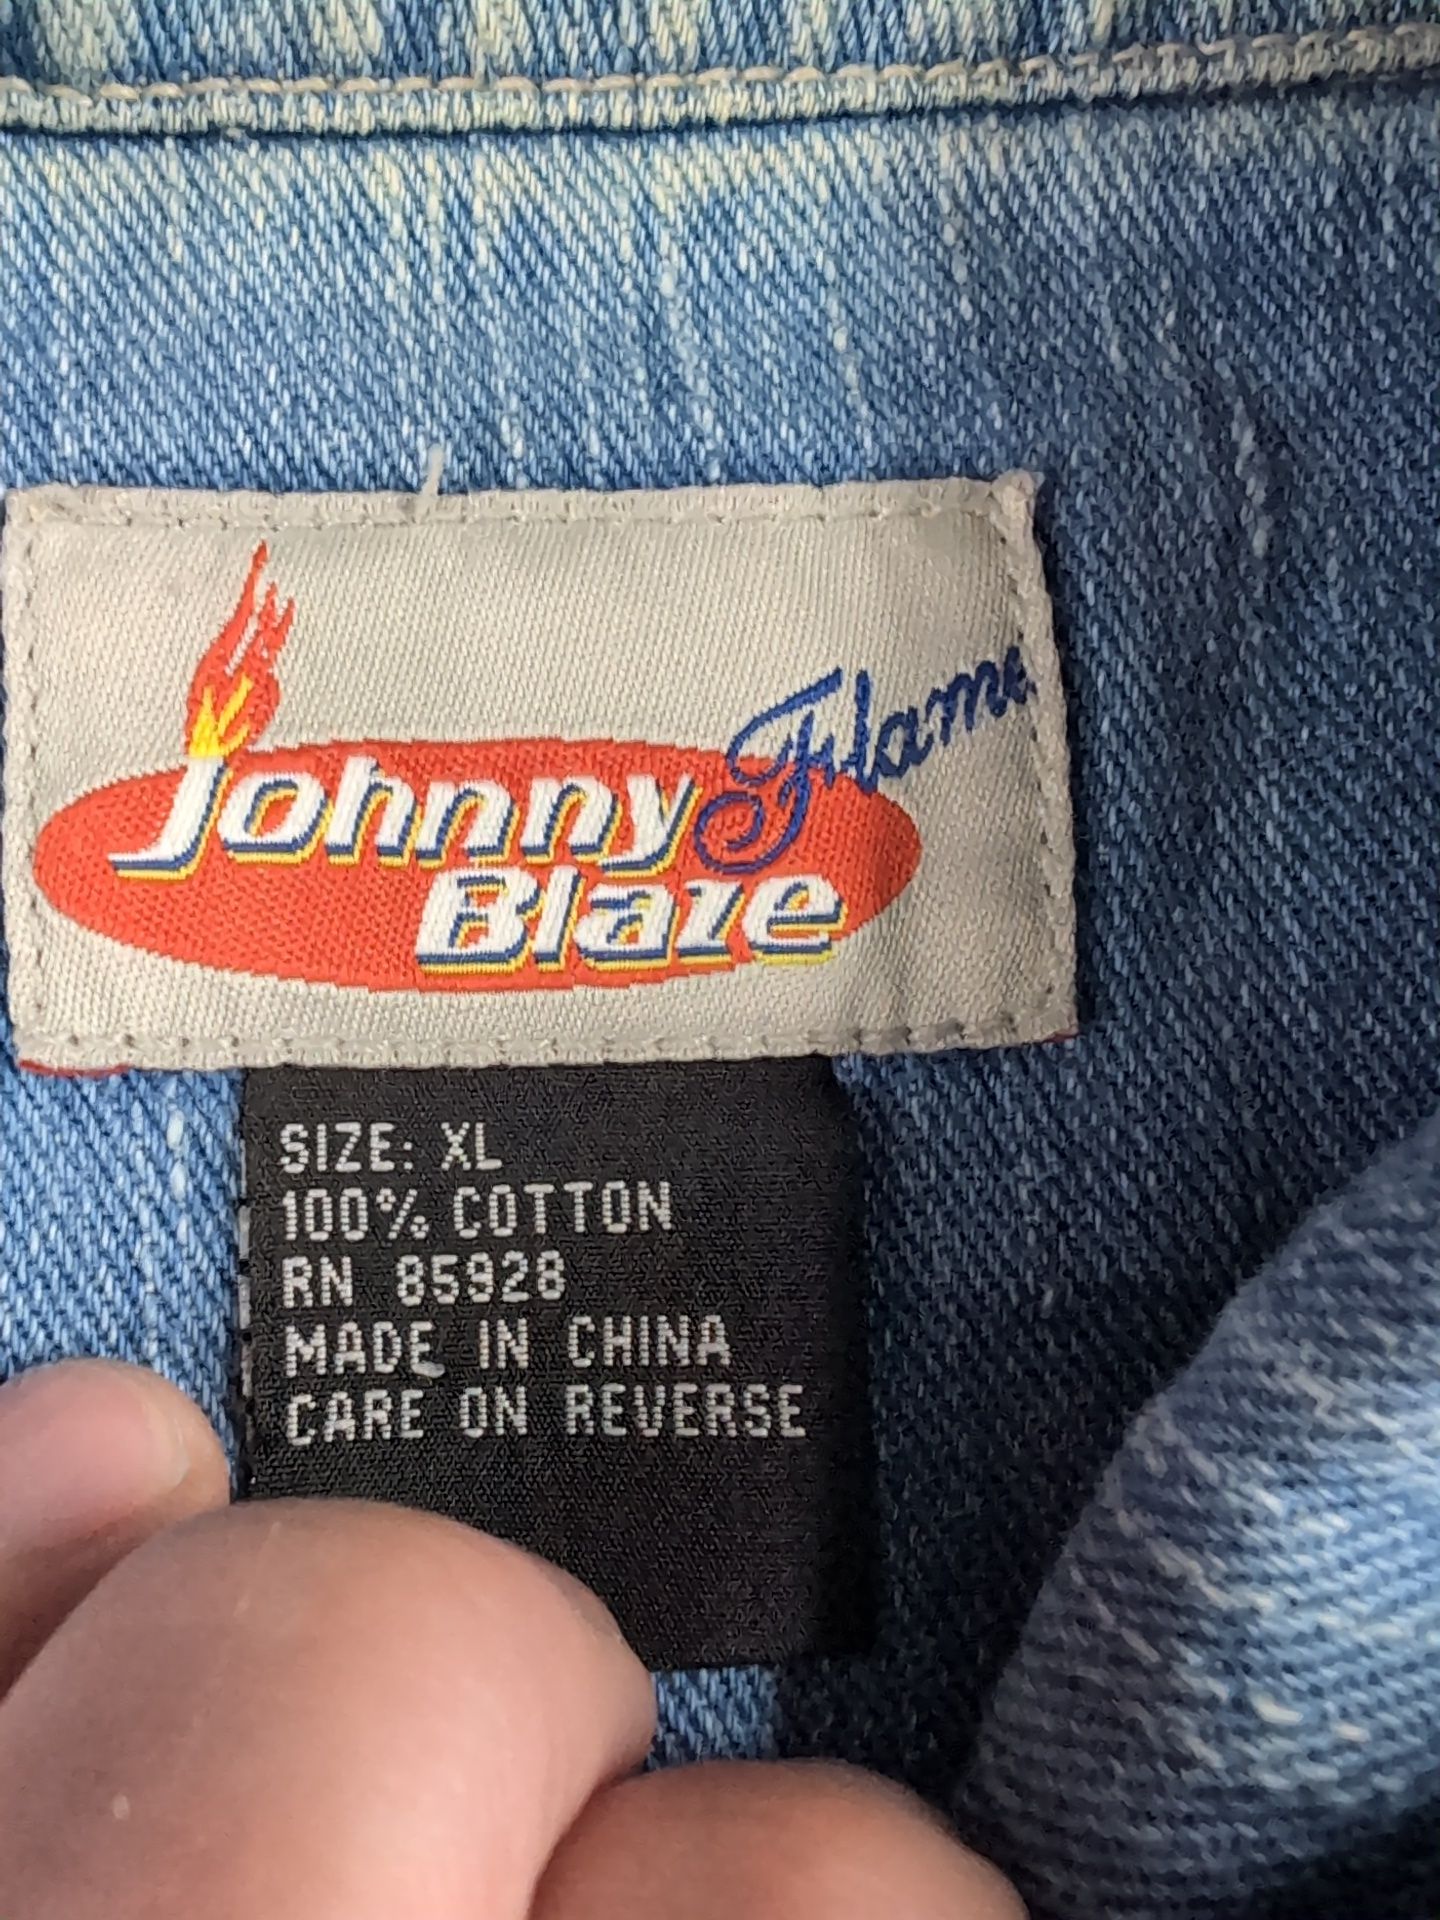 Johnny Flame
Blaze
SIZE: XL
100% COTTON
RN 85928
MADE IN CHINA
CARE ON REVERSE